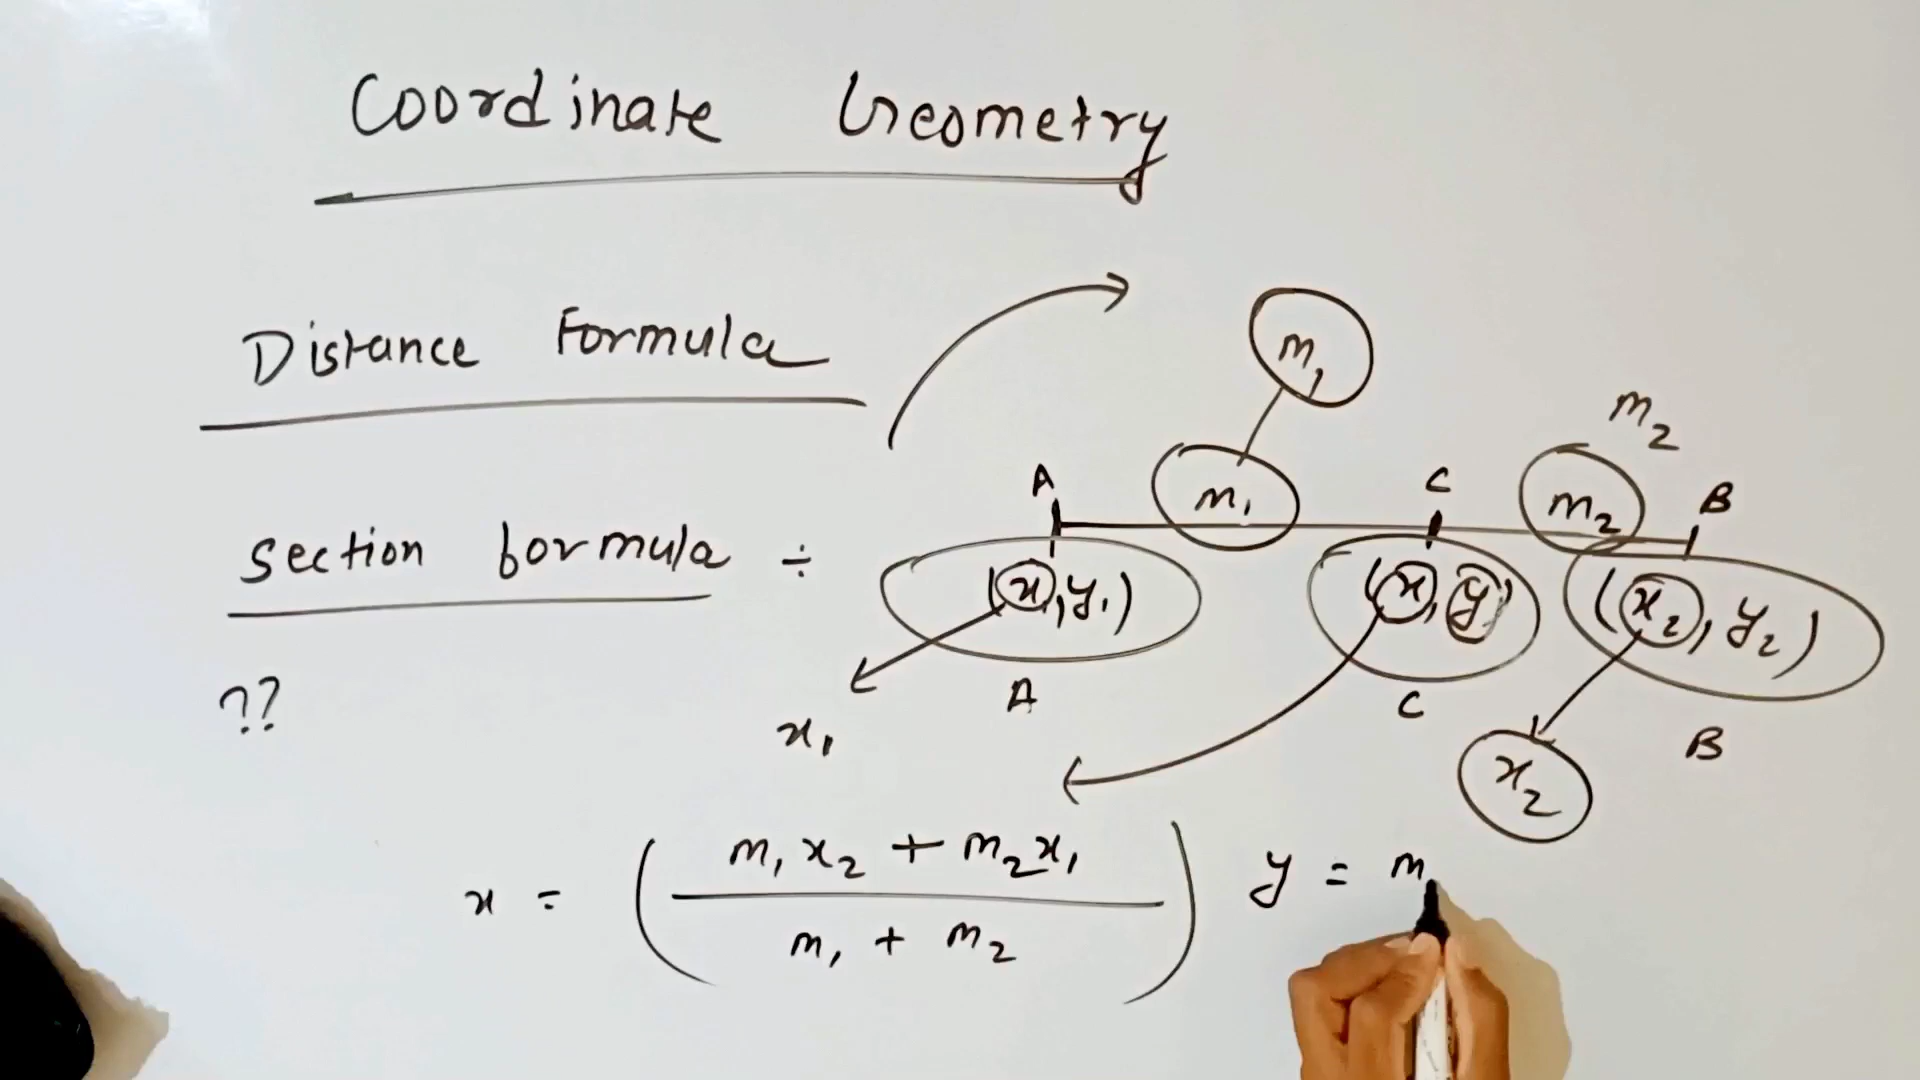 Coordinate Geometry
Distance Formula
m₁
m₂
A m₁ C m₂ B
Section formula ÷
(x₁, y₁) (x, y) (x₂, y₂)
??
A C B
x₁ x₂
x = ( m₁x₂ + m₂x₁
m₁ + m₂ ) y = m₁